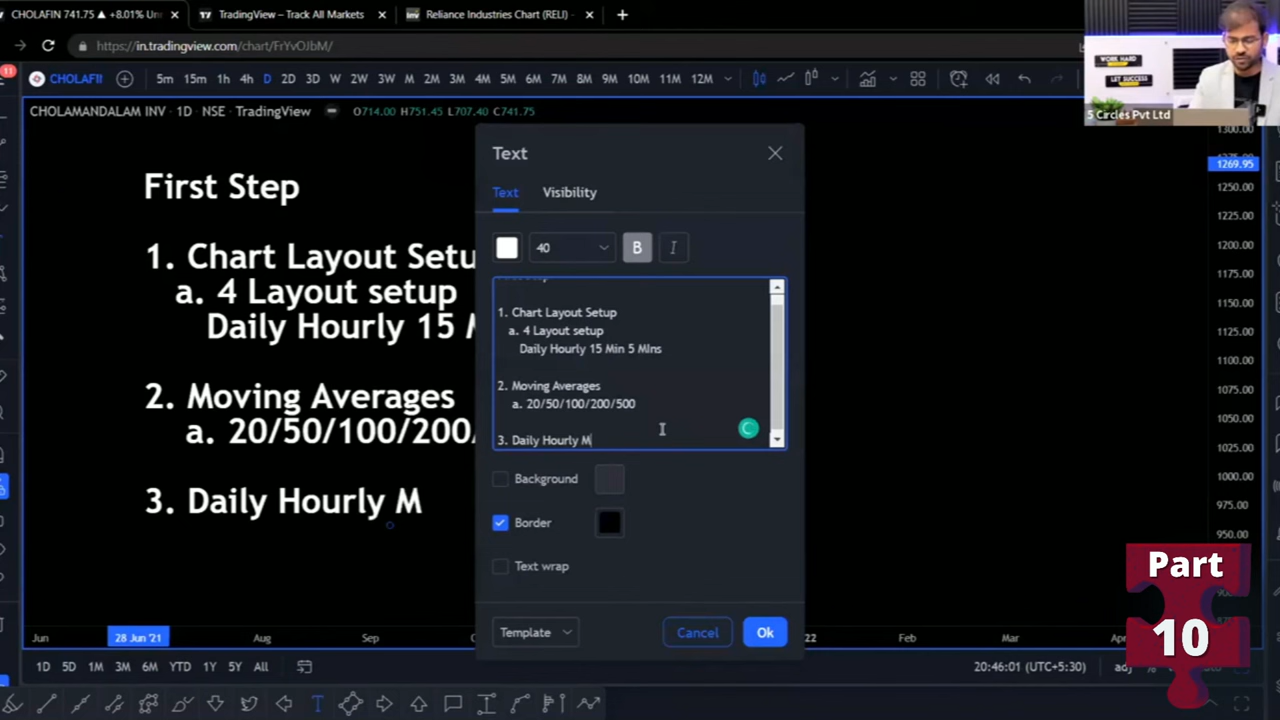 CHOLAFIN 741.75 ▲ +8.01%
TradingView – Track All Markets
Reliance Industries Chart (RELI) -
https://in.tradingview.com/chart/FrYvOJbM/
11
CHOLAFIN 5m 15m 1h 4h D 2D 3D W 2W 3W M 2M 3M 4M 5M 6M 7M 8M 9M 10M 11M 12M
CHOLAMANDALAM INV · 1D · NSE · TradingView O714.00 H751.45 L707.40 C741.75
WORK HARD
LET SUCCESS
5 Circles Pvt Ltd
First Step
1. Chart Layout Setu
a. 4 Layout setup
Daily Hourly 15 M
2. Moving Averages
a. 20/50/100/200/
3. Daily Hourly M
Text
Text Visibility
40 B I
1. Chart Layout Setup
a. 4 Layout setup
Daily Hourly 15 Min 5 MIns
2. Moving Averages
a. 20/50/100/200/500
3. Daily Hourly M
Background
Border
Text wrap
Template Cancel Ok
1300.00
1269.95
1250.00
1225.00
1200.00
1175.00
1150.00
1125.00
1100.00
1075.00
1050.00
1025.00
1000.00
975.00
950.00
Jun 28 Jun '21 Aug Sep 22 Feb Mar
1D 5D 1M 3M 6M YTD 1Y 5Y All
20:46:01 (UTC+5:30)
Part
10